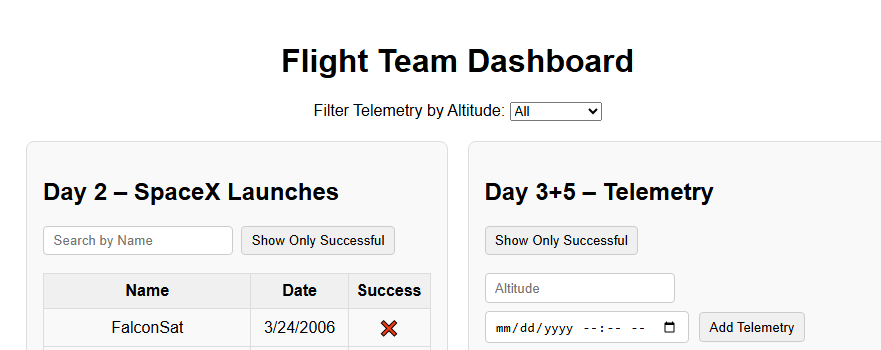 Flight Team Dashboard
Filter Telemetry by Altitude: All
Day 2 – SpaceX Launches
Search by Name Show Only Successful
Name Date Success
FalconSat 3/24/2006 ❌
Day 3+5 – Telemetry
Show Only Successful
Altitude
mm/dd/yyyy --:-- -- Add Telemetry